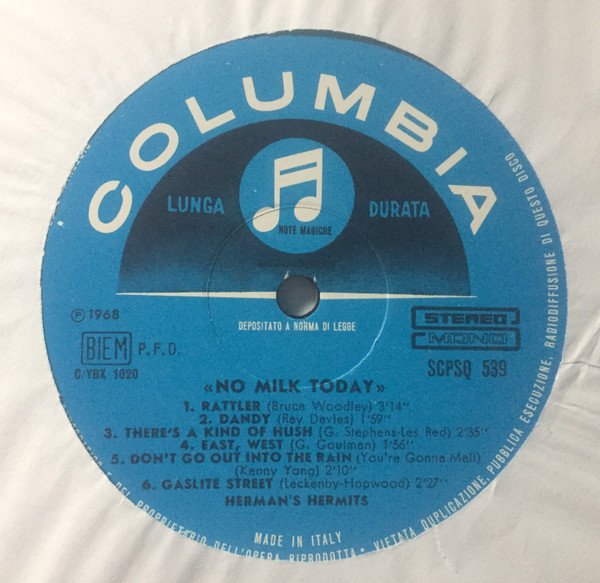 COLUMBIA
LUNGA DURATA
NOTE MAGICHE
DEPOSITATO A NORMA DI LEGGE
℗ 1968
BIEM P.F.D.
C/YBX 1020
STEREO
MONO
SCPSQ 539
«NO MILK TODAY»
1. RATTLER (Bruce Woodley) 3'14"
2. DANDY (Ray Davies) 1'59"
3. THERE'S A KIND OF HUSH (G. Stephens-Les Red) 2'35"
4. EAST, WEST (G. Goulman) 1'56"
5. DON'T GO OUT INTO THE RAIN (You're Gonna Mell)
(Kenny Yong) 2'10"
6. GASLITE STREET (Leckenby-Hopwood) 2'27"
HERMAN'S HERMITS
MADE IN ITALY
DEL PROPRIETARIO DELL'OPERA RIPRODOTTA • VIETATA DUPLICAZIONE, PUBBLICA ESECUZIONE, RADIODIFFUSIONE DI QUESTO DISCO